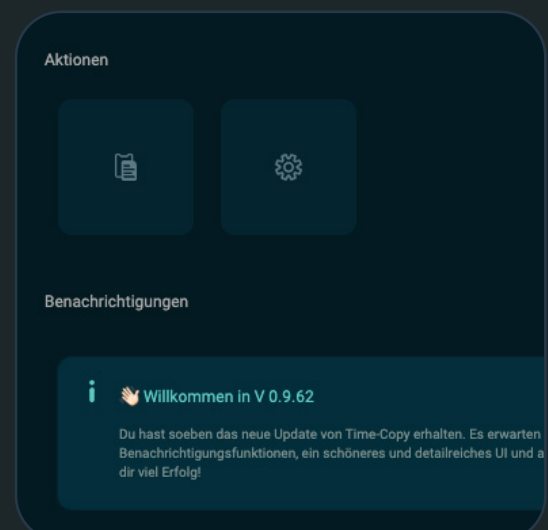 Aktionen
Benachrichtigungen
👋🏻 Willkommen in V 0.9.62
Du hast soeben das neue Update von Time-Copy erhalten. Es erwarten
Benachrichtigungsfunktionen, ein schöneres und detailreiches UI und a
dir viel Erfolg!